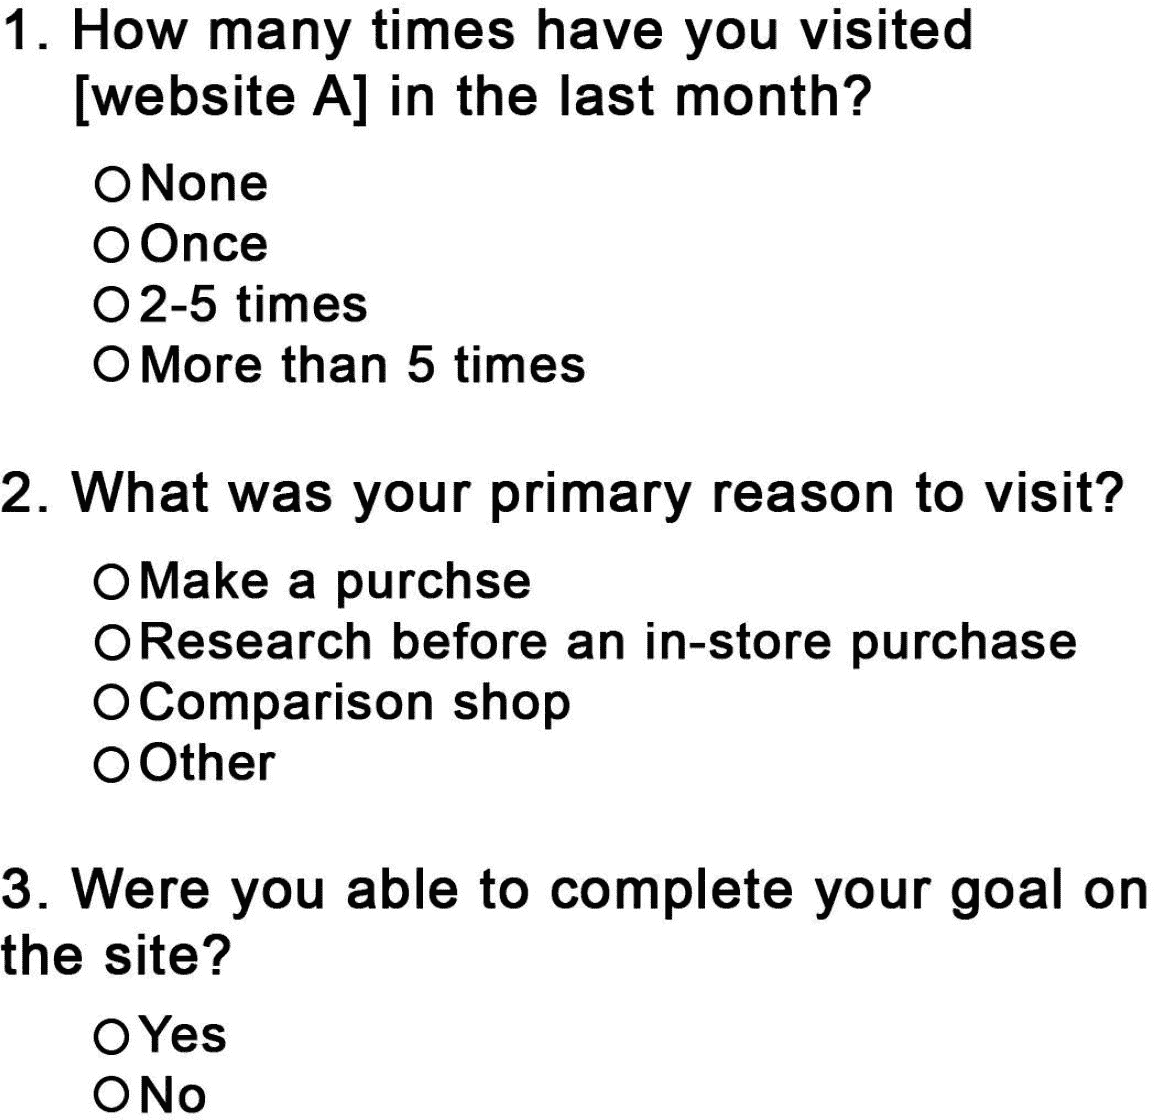 1. How many times have you visited
[website A] in the last month?
None
Once
2-5 times
More than 5 times
2. What was your primary reason to visit?
Make a purchse
Research before an in-store purchase
Comparison shop
Other
3. Were you able to complete your goal on
the site?
Yes
No